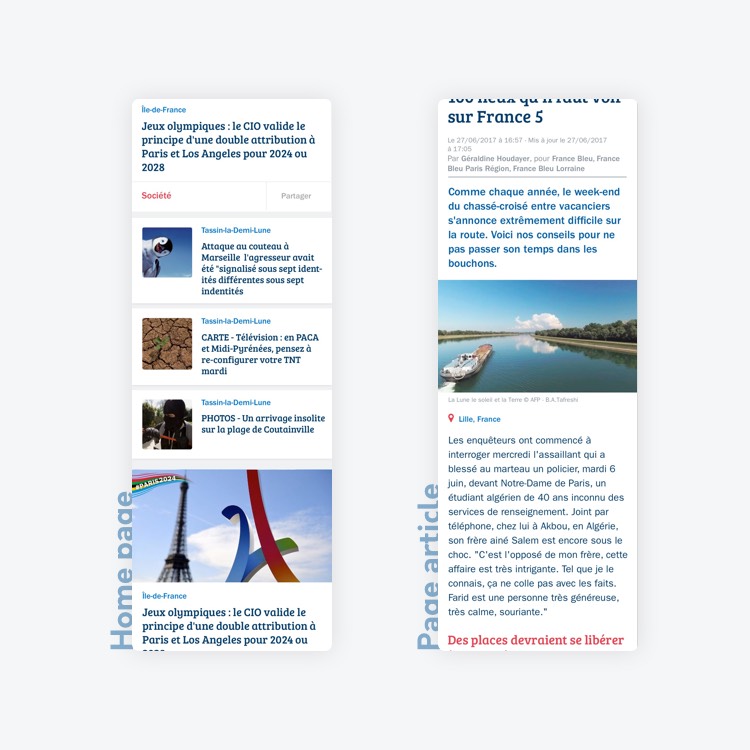 Île-de-France
Jeux olympiques : le CIO valide le
principe d'une double attribution à
Paris et Los Angeles pour 2024 ou
2028
Société
Partager
Tassin-la-Demi-Lune
Attaque au couteau à
Marseille l'agresseur avait
été "signalisé sous sept ident-
ités différentes sous sept
indentités
Tassin-la-Demi-Lune
CARTE - Télévision : en PACA
et Midi-Pyrénées, pensez à
re-configurer votre TNT
mardi
Tassin-la-Demi-Lune
PHOTOS - Un arrivage insolite
sur la plage de Coutainville
#PARIS2024
Île-de-France
Jeux olympiques : le CIO valide le
principe d'une double attribution à
Paris et Los Angeles pour 2024 ou
2028
Home page
100 lieux qu'il faut voir
sur France 5
Le 27/06/2017 à 16:57 - Mis à jour le 27/06/2017
à 17:05
Par Géraldine Houdayer, pour France Bleu, France
Bleu Paris Région, France Bleu Lorraine
Comme chaque année, le week-end
du chassé-croisé entre vacanciers
s'annonce extrêmement difficile sur
la route. Voici nos conseils pour ne
pas passer son temps dans les
bouchons.
La Lune le soleil et la Terre © AFP - B.A.Tafreshi
Lille, France
Les enquêteurs ont commencé à
interroger mercredi l'assaillant qui a
blessé au marteau un policier, mardi 6
juin, devant Notre-Dame de Paris, un
étudiant algérien de 40 ans inconnu des
services de renseignement. Joint par
téléphone, chez lui à Akbou, en Algérie,
son frère ainé Salem est encore sous le
choc. "C'est l'opposé de mon frère, cette
affaire est très intrigante. Tel que je le
connais, ça ne colle pas avec les faits.
Farid est une personne très généreuse,
très calme, souriante."
Des places devraient se libérer
Page article